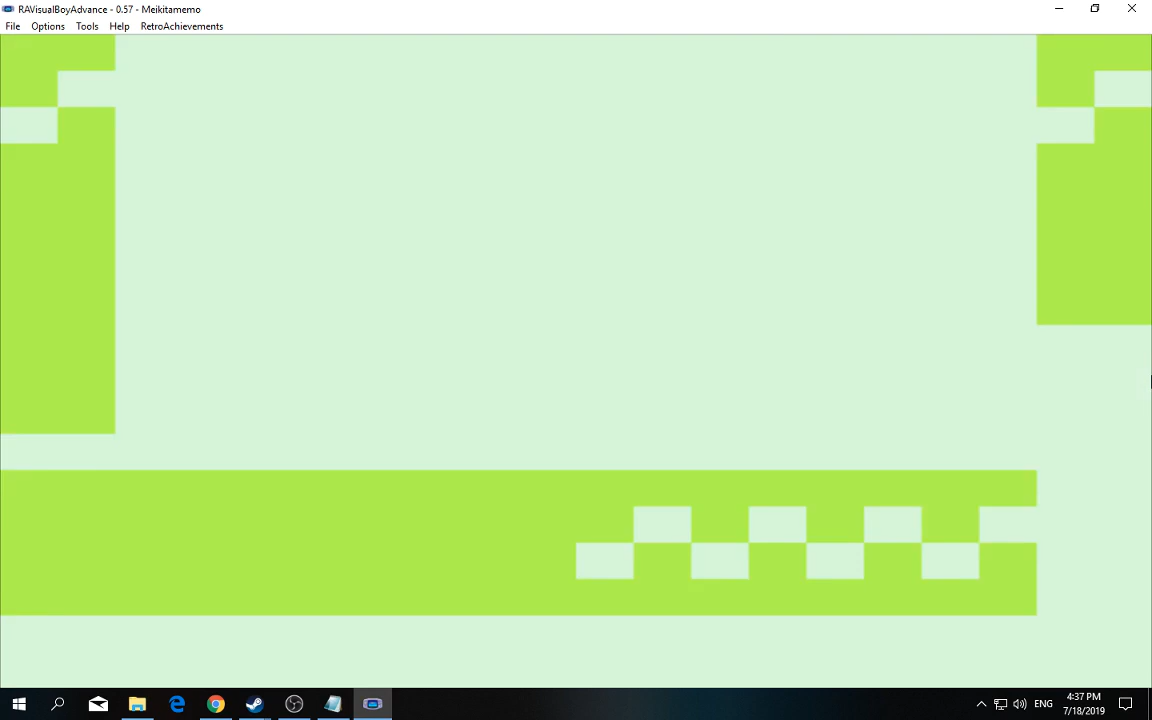 RAVisualBoyAdvance - 0.57 - Meikitamemo
File Options Tools Help RetroAchievements
4:37 PM
ENG
7/18/2019